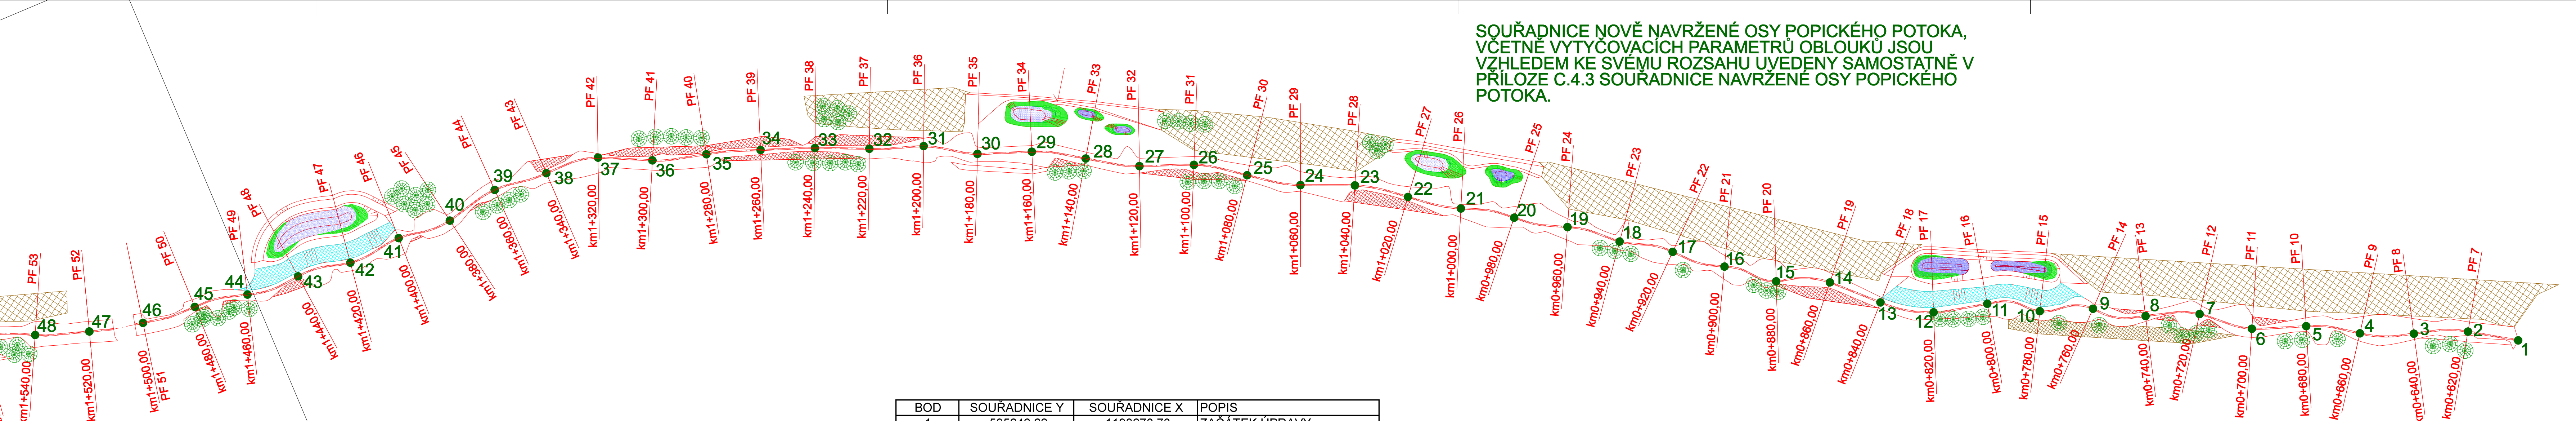 SOUŘADNICE NOVĚ NAVRŽENÉ OSY POPICKÉHO POTOKA,
VČETNĚ VYTYČOVACÍCH PARAMETRŮ OBLOUKŮ JSOU
VZHLEDEM KE SVÉMU ROZSAHU UVEDENY SAMOSTATNĚ V
PŘÍLOZE C.4.3 SOUŘADNICE NAVRŽENÉ OSY POPICKÉHO
POTOKA.
PF 53
PF 52
PF 50
PF 49
PF 48
PF 47
PF 46
PF 45
PF 44
PF 43
PF 42
PF 41
PF 40
PF 39
PF 38
PF 37
PF 36
PF 35
PF 34
PF 33
PF 32
PF 31
PF 30
PF 29
PF 28
PF 27
PF 26
PF 25
PF 24
PF 23
PF 22
PF 21
PF 20
PF 19
PF 18
PF 17
PF 16
PF 15
PF 14
PF 13
PF 12
PF 11
PF 10
PF 9
PF 8
PF 7
48
47
46
45
44
43
42
41
40
39
38
37
36
35
34
33
32
31
30
29
28
27
26
25
24
23
22
21
20
19
18
17
16
15
14
13
12
11
10
9
8
7
6
5
4
3
2
1
km1+540,00
km1+520,00
km1+500,00
PF 51
km1+480,00
km1+460,00
km1+440,00
km1+420,00
km1+400,00
km1+380,00
km1+360,00
km1+340,00
km1+320,00
km1+300,00
km1+280,00
km1+260,00
km1+240,00
km1+220,00
km1+200,00
km1+180,00
km1+160,00
km1+140,00
km1+120,00
km1+100,00
km1+080,00
km1+060,00
km1+040,00
km1+020,00
km1+000,00
km0+980,00
km0+960,00
km0+940,00
km0+920,00
km0+900,00
km0+880,00
km0+860,00
km0+840,00
km0+820,00
km0+800,00
km0+780,00
km0+760,00
km0+740,00
km0+720,00
km0+700,00
km0+680,00
km0+660,00
km0+640,00
km0+620,00
BOD SOUŘADNICE Y SOUŘADNICE X POPIS
ZAČÁTEK ÚPRAVY